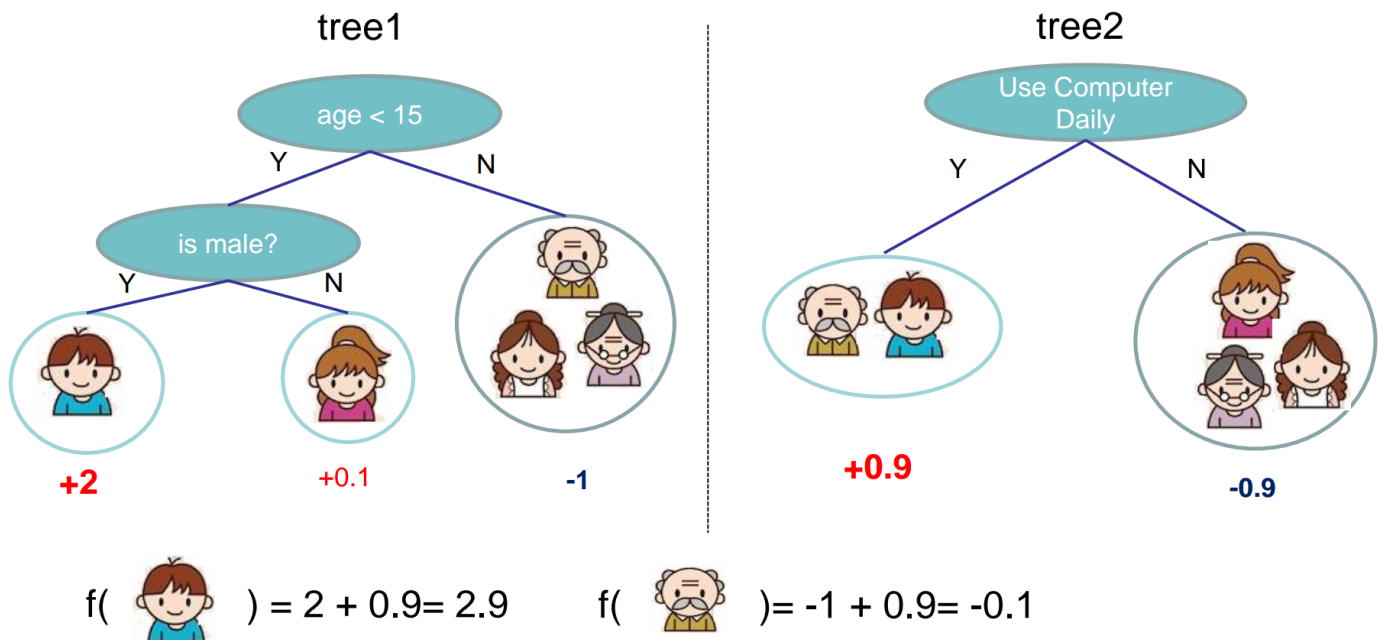 tree1
age < 15
Y
N
is male?
Y
N
+2
+0.1
-1
tree2
Use Computer
Daily
Y
N
+0.9
-0.9
f( ) = 2 + 0.9= 2.9
f( )= -1 + 0.9= -0.1